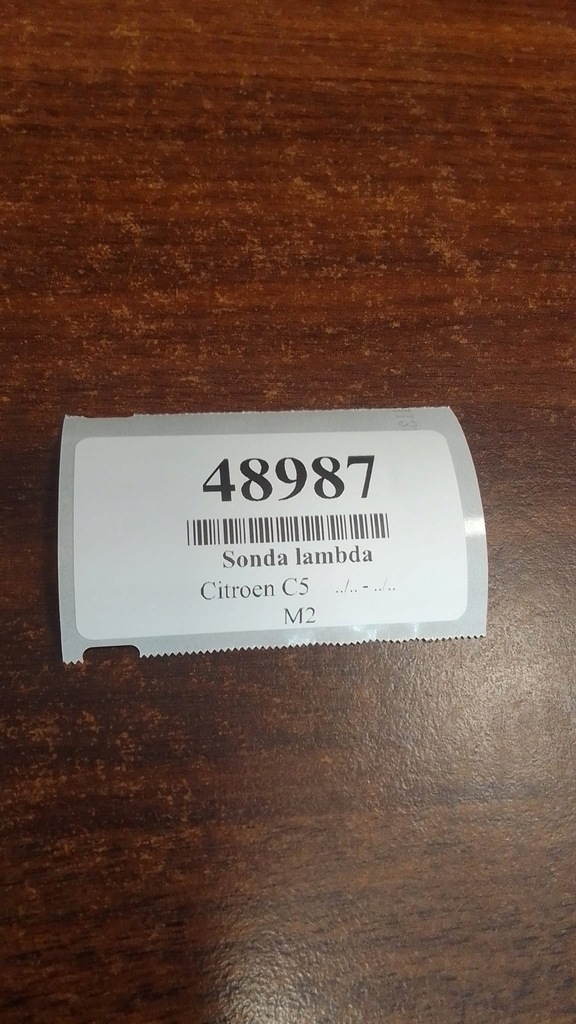 48987
Sonda lambda
Citroen C5 ../.. - ../..
M2